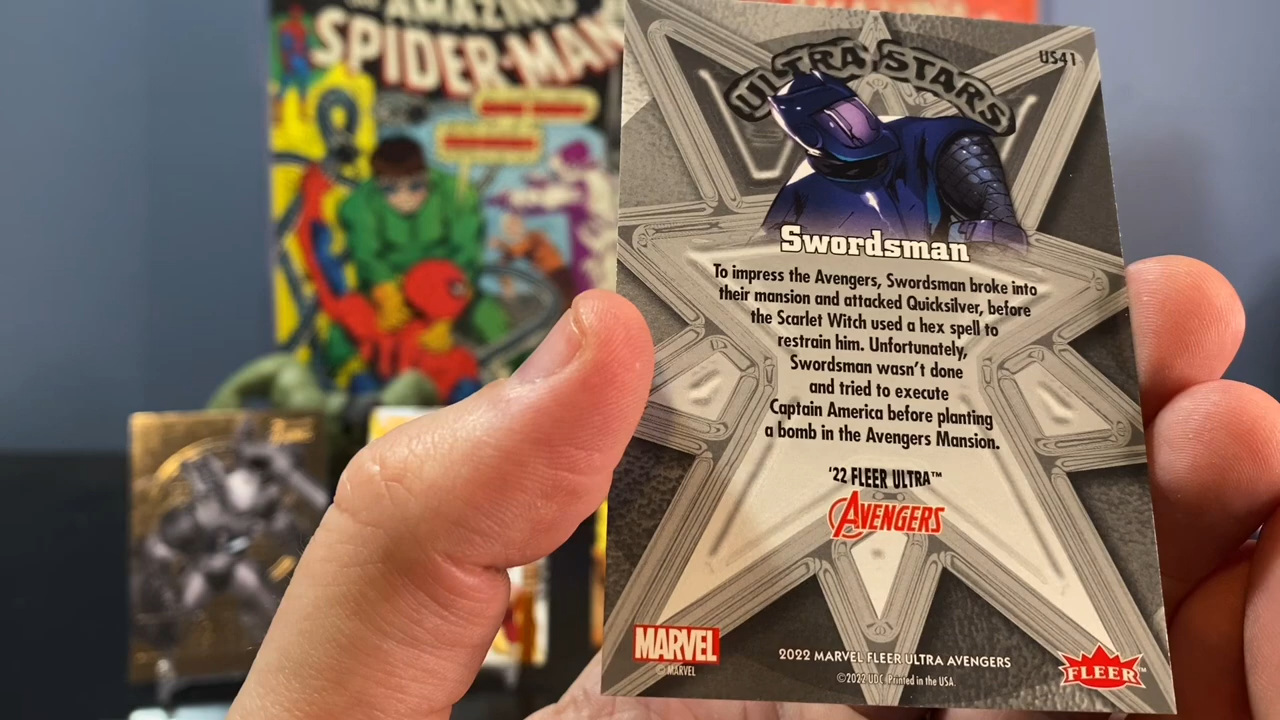 THE AMAZING
SPIDER-MAN
ULTRA STARS
US41
Swordsman
To impress the Avengers, Swordsman broke into
their mansion and attacked Quicksilver, before
the Scarlet Witch used a hex spell to
restrain him. Unfortunately,
Swordsman wasn't done
and tried to execute
Captain America before planting
a bomb in the Avengers Mansion.
'22 FLEER ULTRA™
AVENGERS
MARVEL
© MARVEL
2022 MARVEL FLEER ULTRA AVENGERS
©2022 UDC. Printed in the USA.
FLEER™